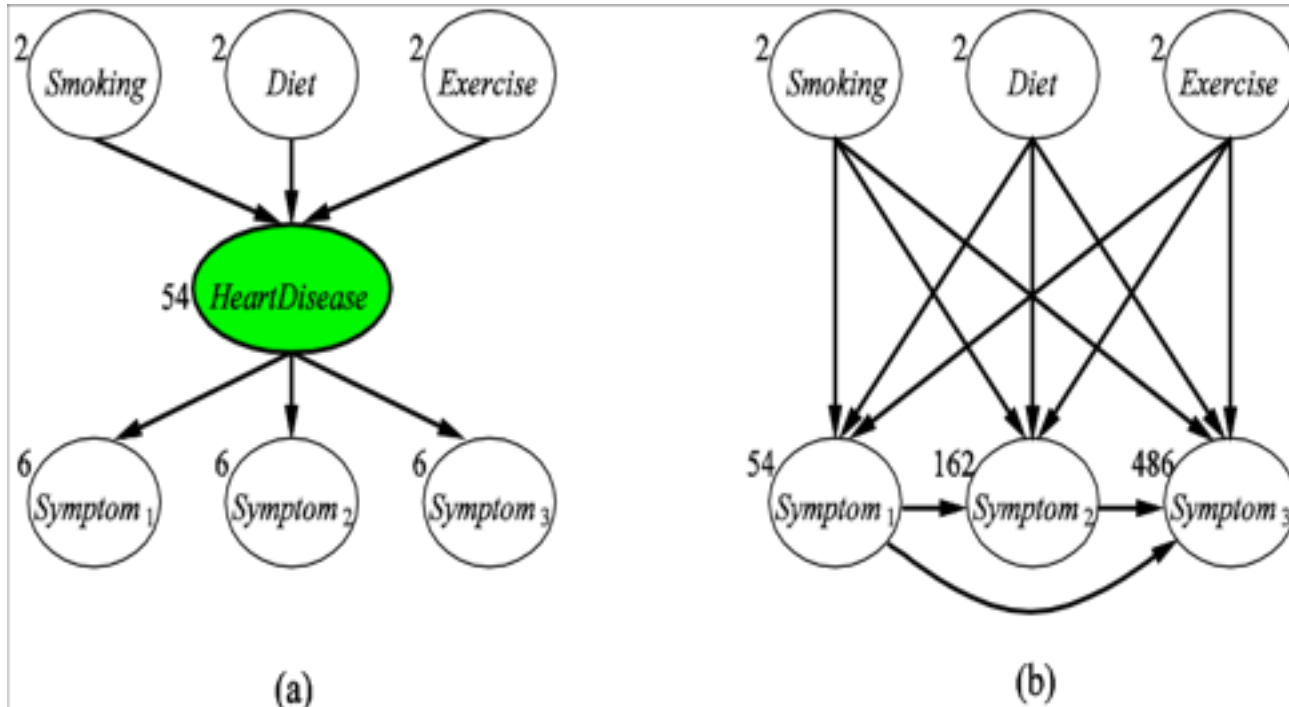 2 2 2 2 2 2
Smoking Diet Exercise Smoking Diet Exercise
54 HeartDisease
6 6 6 54 162 486
Symptom 1 Symptom 2 Symptom 3 Symptom 1 Symptom 2 Symptom 3
(a) (b)